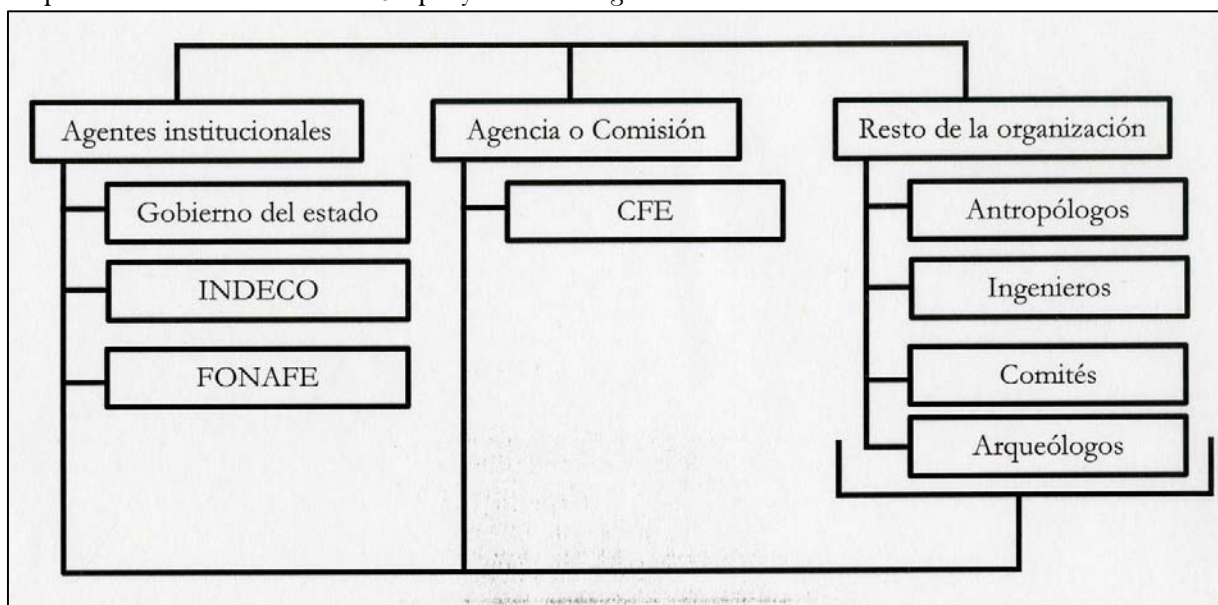 Agentes institucionales
Gobierno del estado
INDECO
FONAFE
Agencia o Comisión
CFE
Resto de la organización
Antropólogos
Ingenieros
Comités
Arqueólogos